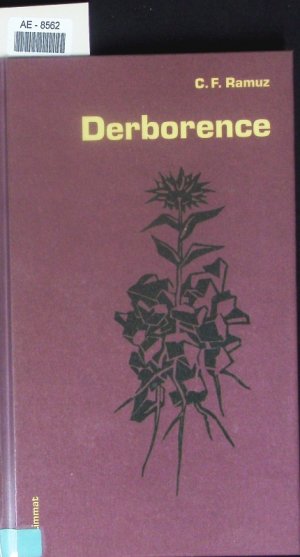 AE - 8562
C. F. Ramuz
Derborence
Limmat